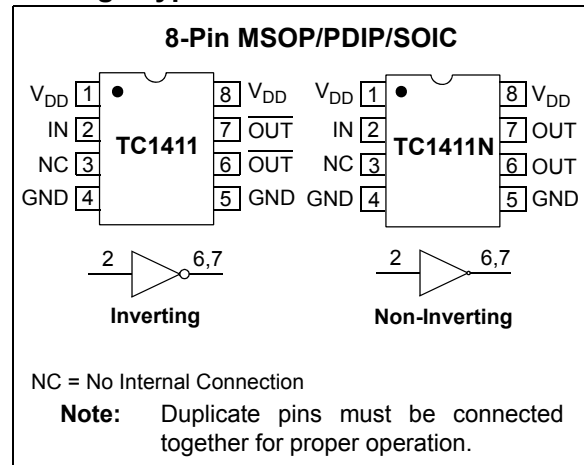 8-Pin MSOP/PDIP/SOIC
VDD 1 8 VDD VDD 1 8 VDD
IN 2 7 OUT IN 2 7 OUT
TC1411 TC1411N
NC 3 6 OUT NC 3 6 OUT
GND 4 5 GND GND 4 5 GND
2 6,7 2 6,7
Inverting Non-Inverting
NC = No Internal Connection
Note: Duplicate pins must be connected
together for proper operation.